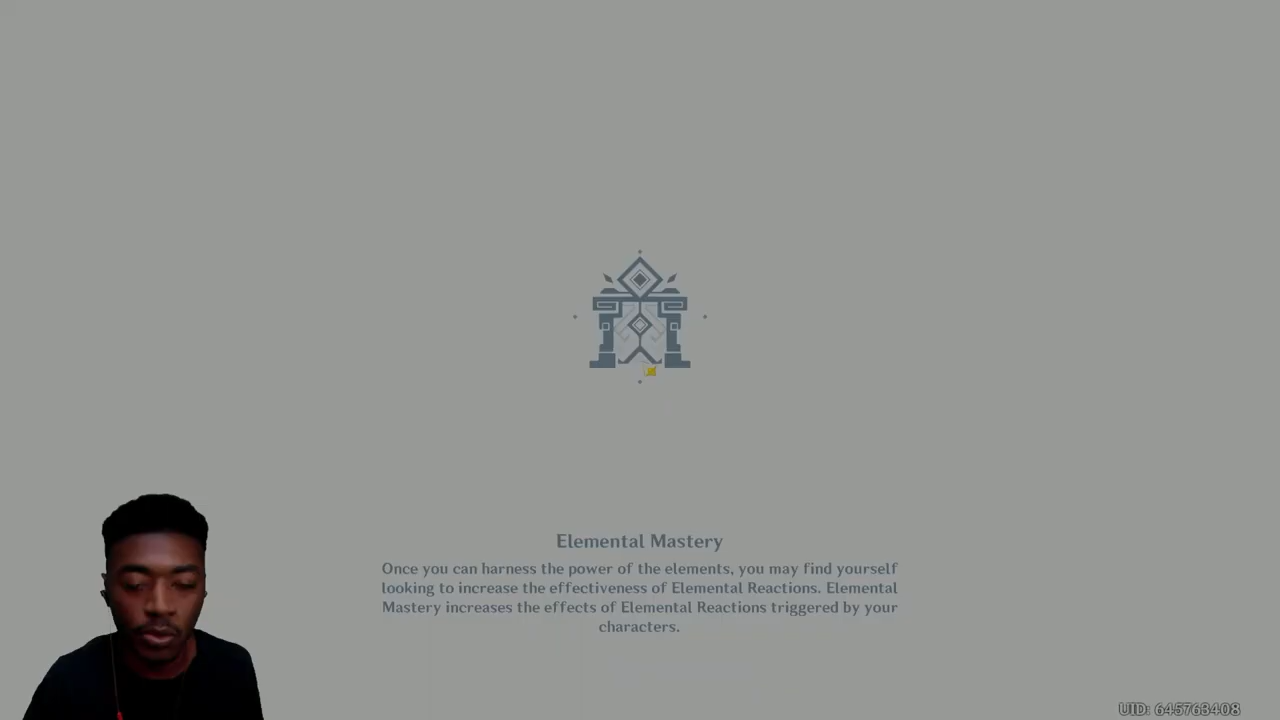 Elemental Mastery
Once you can harness the power of the elements, you may find yourself
looking to increase the effectiveness of Elemental Reactions. Elemental
Mastery increases the effects of Elemental Reactions triggered by your
characters.
UID: 645763408